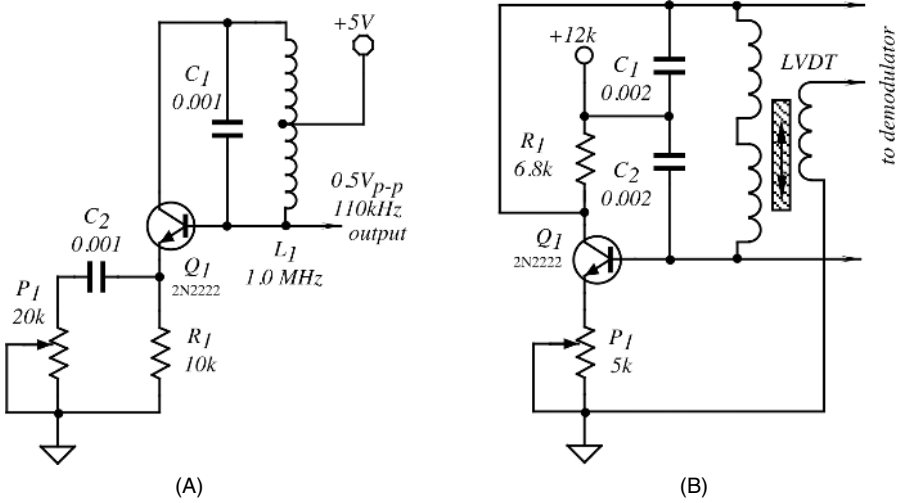 +5V
C1
0.001
0.5Vp-p
110kHz
output
C2
0.001
Q1
2N2222
L1
1.0 MHz
P1
20k
R1
10k
(A)
+12k
C1
0.002
LVDT
to demodulator
R1
6.8k
C2
0.002
Q1
2N2222
P1
5k
(B)